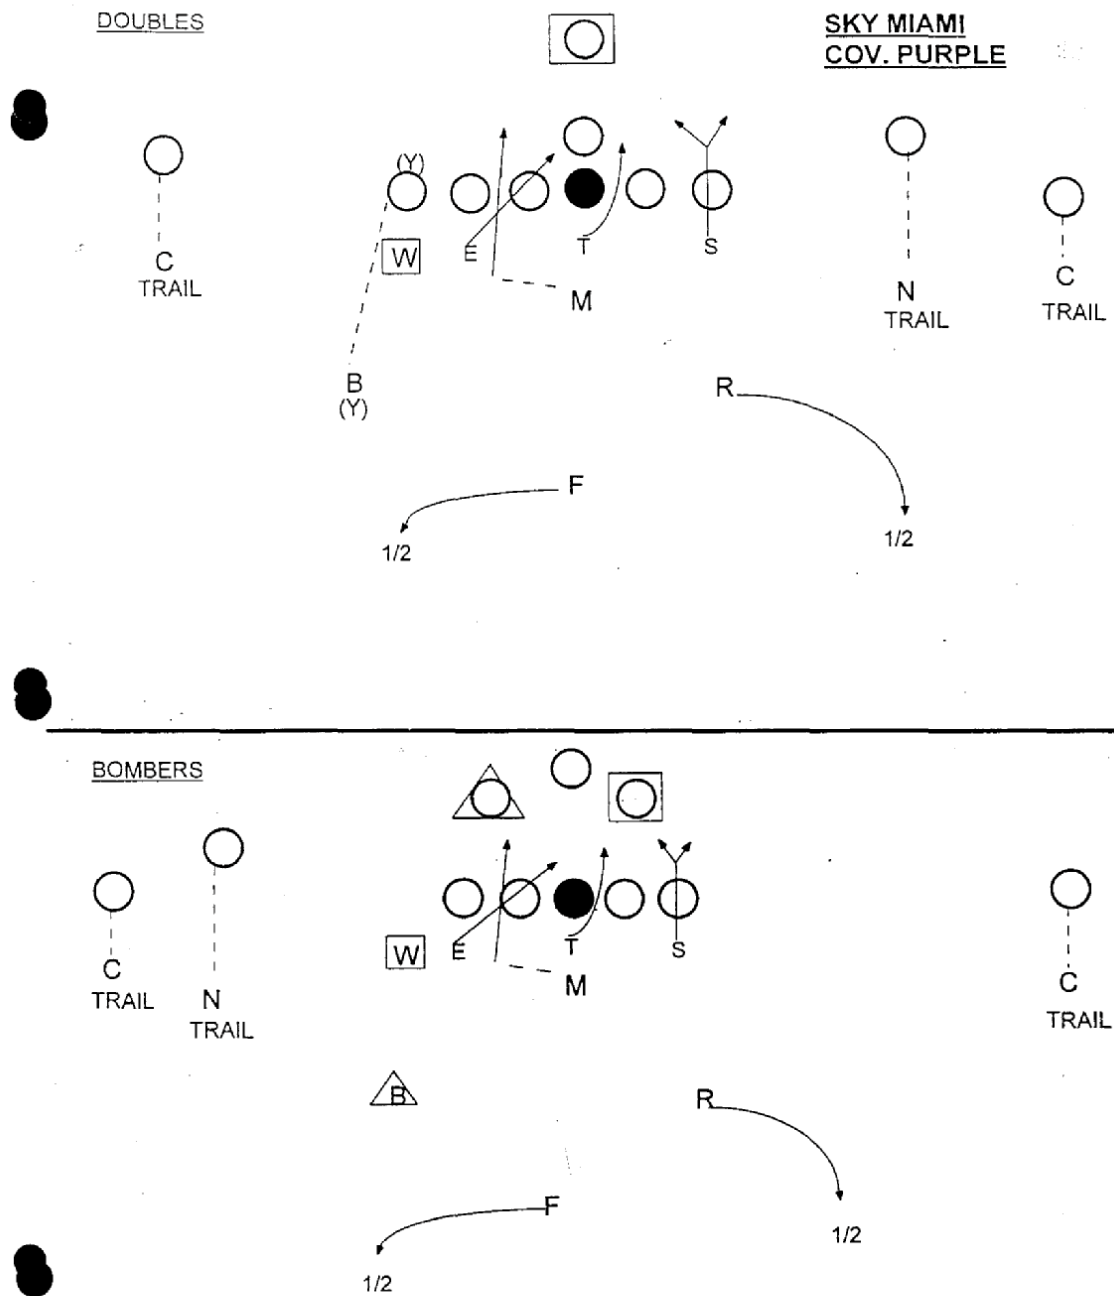 DOUBLES
SKY MIAMI
COV. PURPLE
(Y)
W
E
T
S
C
TRAIL
M
N
TRAIL
C
TRAIL
B
(Y)
R
F
1/2
1/2
BOMBERS
W
E
T
S
C
TRAIL
N
TRAIL
M
C
TRAIL
B
R
F
1/2
1/2